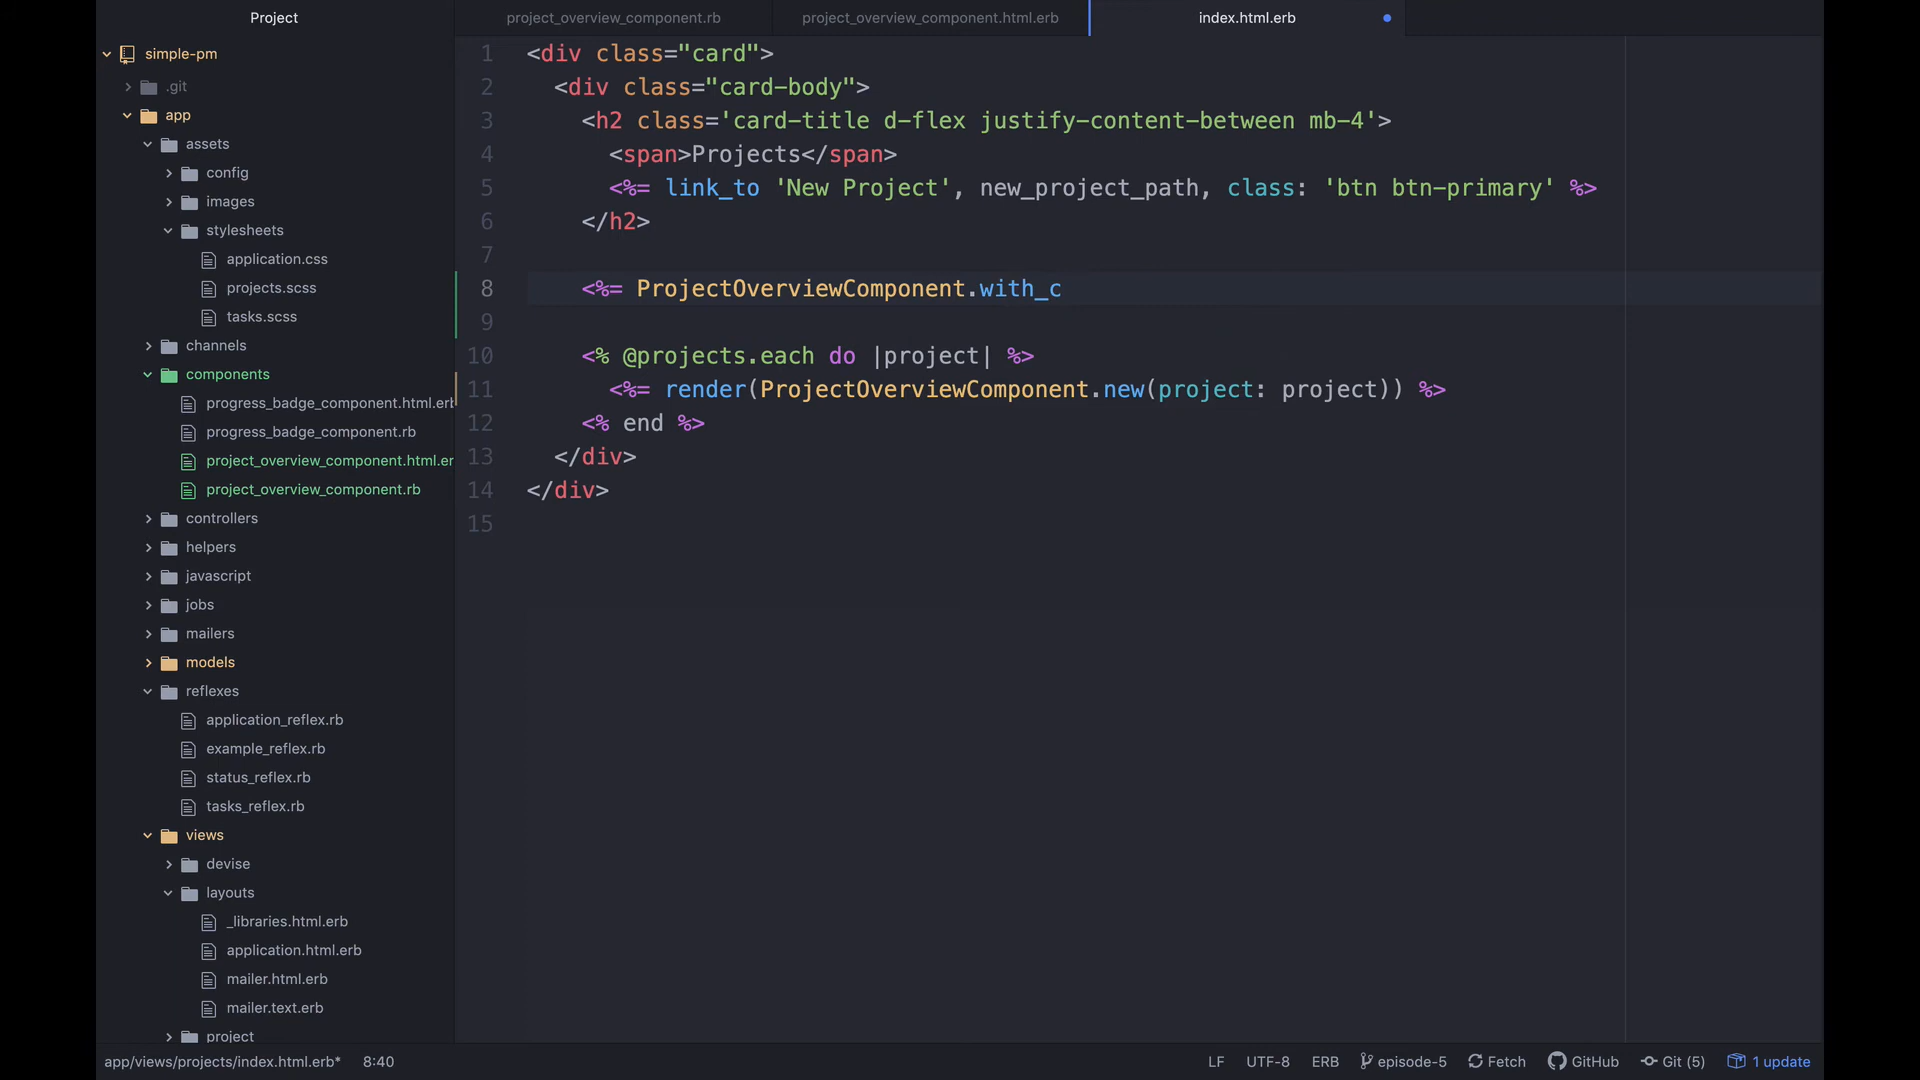 Project
simple-pm
.git
app
assets
config
images
stylesheets
application.css
projects.scss
tasks.scss
channels
components
progress_badge_component.html.erb
progress_badge_component.rb
project_overview_component.html.er
project_overview_component.rb
controllers
helpers
javascript
jobs
mailers
models
reflexes
application_reflex.rb
example_reflex.rb
status_reflex.rb
tasks_reflex.rb
views
devise
layouts
_libraries.html.erb
application.html.erb
mailer.html.erb
mailer.text.erb
project
project_overview_component.rb
project_overview_component.html.erb
index.html.erb
1 <div class="card">
2 <div class="card-body">
3 <h2 class='card-title d-flex justify-content-between mb-4'>
4 <span>Projects</span>
5 <%= link_to 'New Project', new_project_path, class: 'btn btn-primary' %>
6 </h2>
7
8 <%= ProjectOverviewComponent.with_c
9
10 <% @projects.each do |project| %>
11 <%= render(ProjectOverviewComponent.new(project: project)) %>
12 <% end %>
13 </div>
14 </div>
15
app/views/projects/index.html.erb* 8:40
LF UTF-8 ERB episode-5 Fetch GitHub Git (5) 1 update